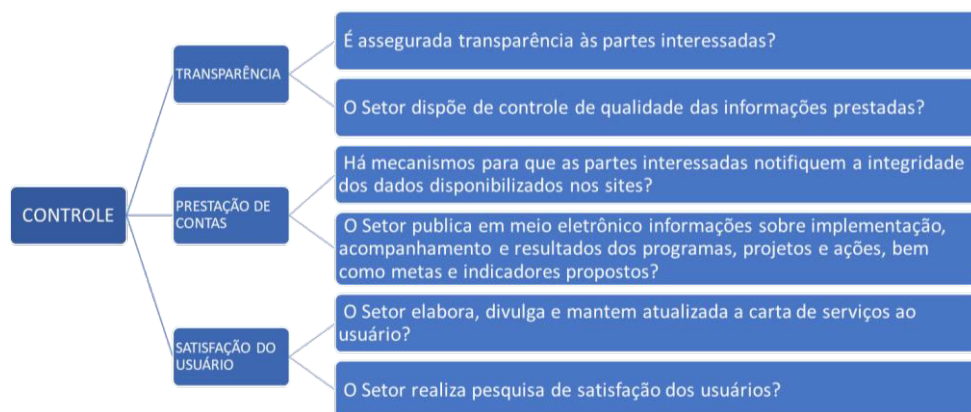 CONTROLE
TRANSPARÊNCIA
É assegurada transparência às partes interessadas?
O Setor dispõe de controle de qualidade das informações prestadas?
PRESTAÇÃO DE
CONTAS
Há mecanismos para que as partes interessadas notifiquem a integridade
dos dados disponibilizados nos sites?
O Setor publica em meio eletrônico informações sobre implementação,
acompanhamento e resultados dos programas, projetos e ações, bem
como metas e indicadores propostos?
SATISFAÇÃO DO
USUÁRIO
O Setor elabora, divulga e mantem atualizada a carta de serviços ao
usuário?
O Setor realiza pesquisa de satisfação dos usuários?